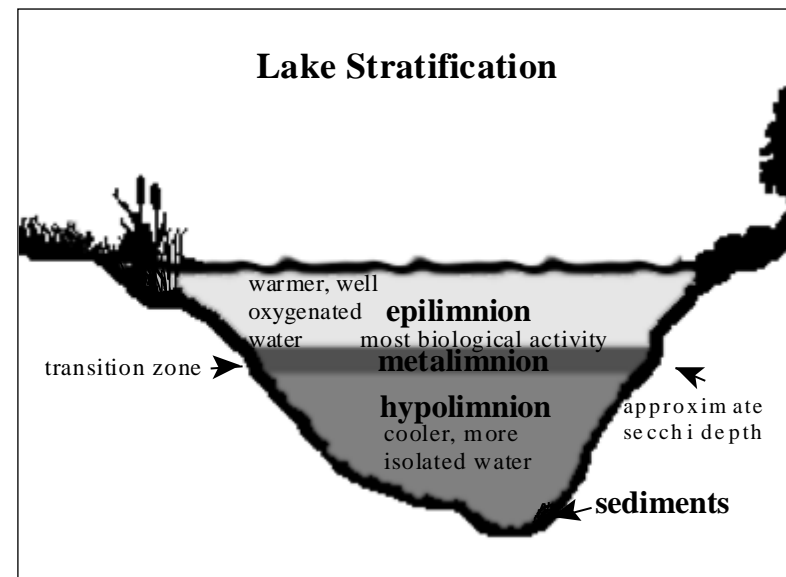 Lake Stratification
warmer, well
oxygenated
water
epilimnion
most biological activity
metalimnion
transition zone
hypolimnion
cooler, more
isolated water
approximate
secchi depth
sediments